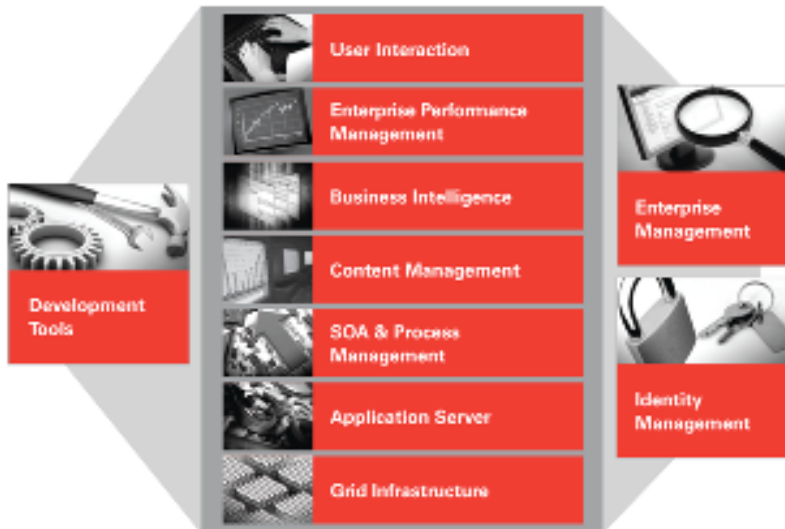 User Interaction
Enterprise Performance
Management
Business Intelligence
Content Management
SOA & Process
Management
Application Server
Grid Infrastructure
Development
Tools
Enterprise
Management
Identity
Management